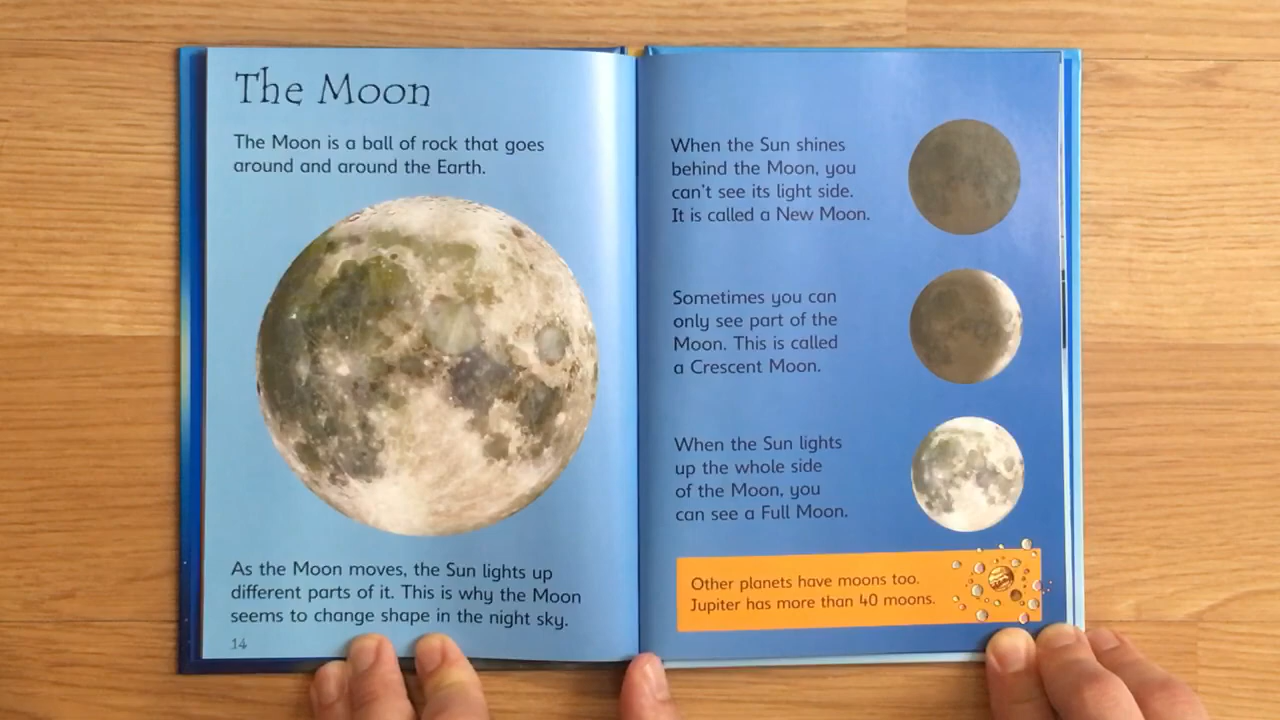 The Moon
The Moon is a ball of rock that goes
around and around the Earth.
As the Moon moves, the Sun lights up
different parts of it. This is why the Moon
seems to change shape in the night sky.
14
When the Sun shines
behind the Moon, you
can't see its light side.
It is called a New Moon.
Sometimes you can
only see part of the
Moon. This is called
a Crescent Moon.
When the Sun lights
up the whole side
of the Moon, you
can see a Full Moon.
Other planets have moons too.
Jupiter has more than 40 moons.